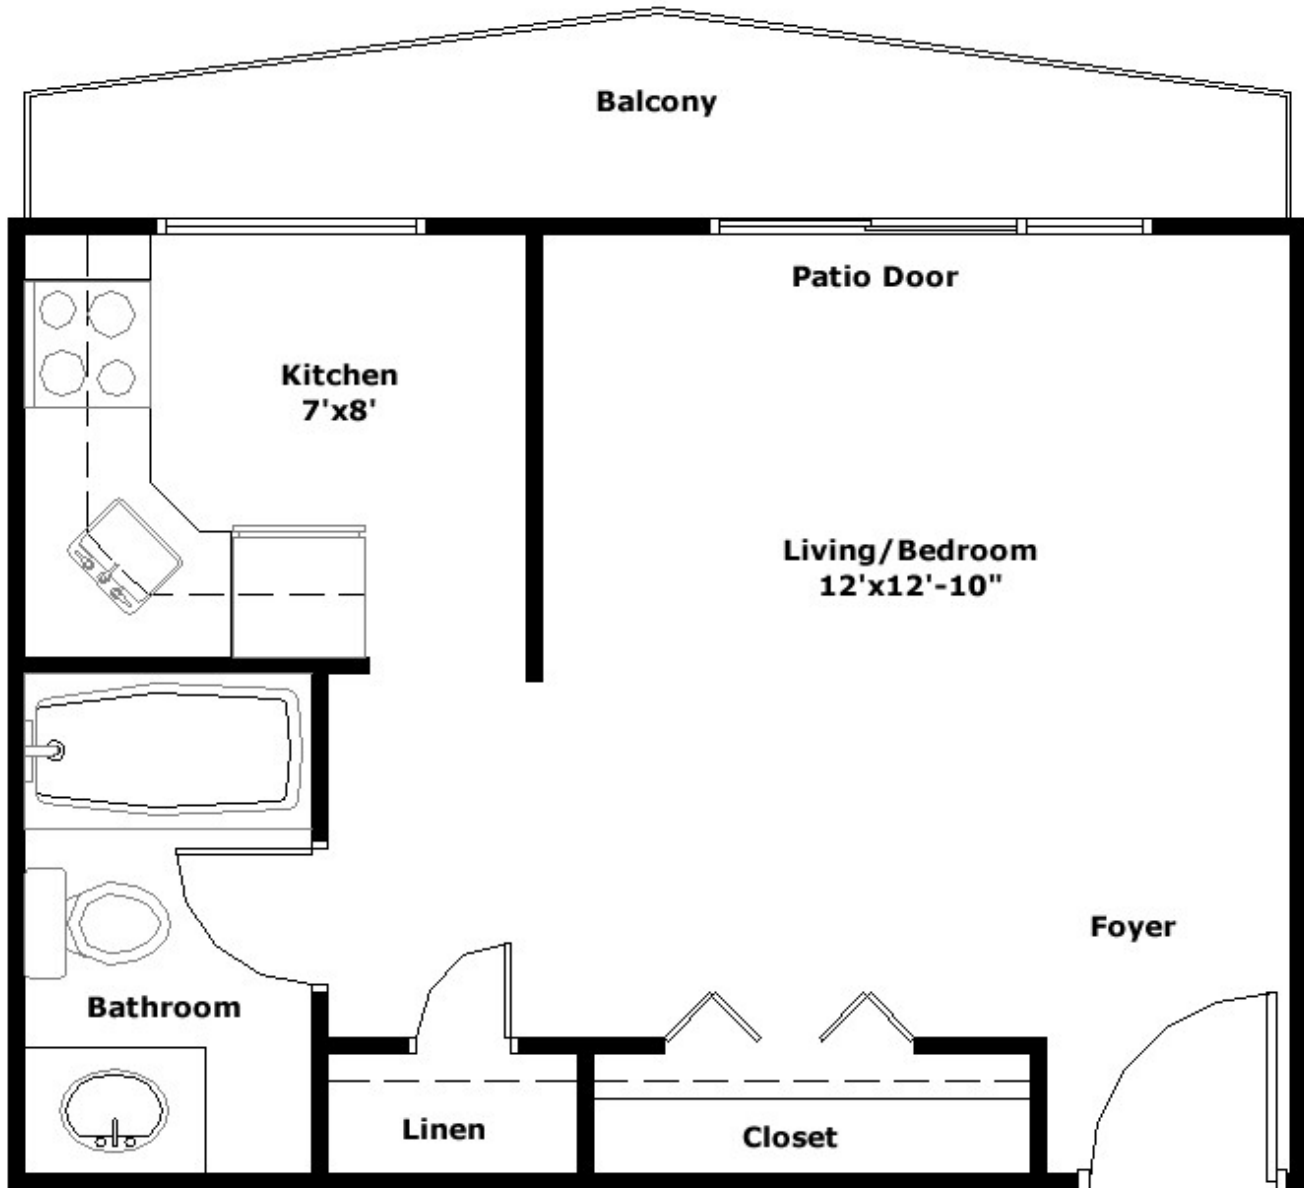 Balcony
Patio Door
Kitchen
7'x8'
Living/Bedroom
12'x12'-10"
Foyer
Bathroom
Linen
Closet